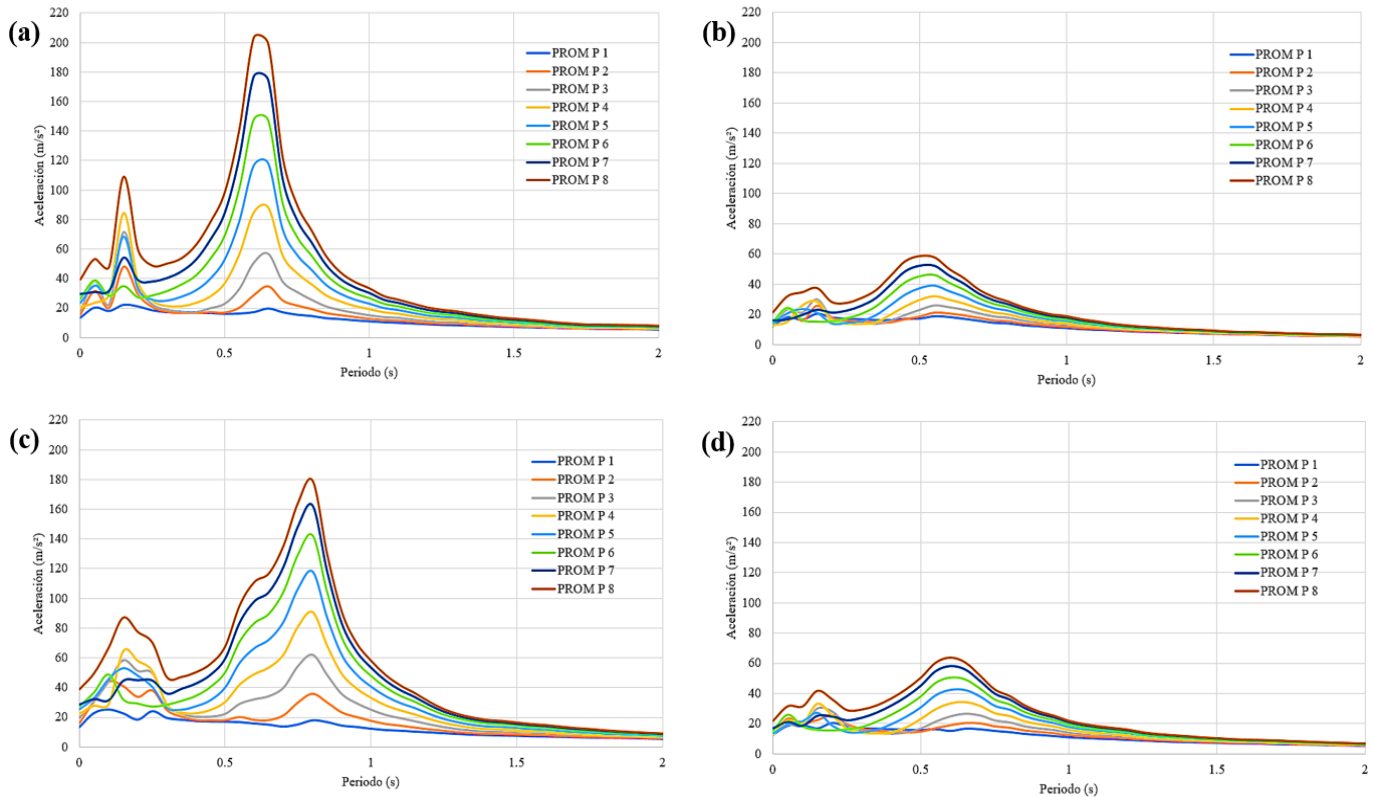 (a)
220
200
180
160
140
120
100
80
60
40
20
0
Aceleración (m/s²)
0
0.5
1
1.5
2
Periodo (s)
PROM P 1
PROM P 2
PROM P 3
PROM P 4
PROM P 5
PROM P 6
PROM P 7
PROM P 8
(b)
220
200
180
160
140
120
100
80
60
40
20
0
Aceleración (m/s²)
0
0.5
1
1.5
2
Periodo (s)
PROM P 1
PROM P 2
PROM P 3
PROM P 4
PROM P 5
PROM P 6
PROM P 7
PROM P 8
(c)
220
200
180
160
140
120
100
80
60
40
20
0
Aceleración (m/s²)
0
0.5
1
1.5
2
Periodo (s)
PROM P 1
PROM P 2
PROM P 3
PROM P 4
PROM P 5
PROM P 6
PROM P 7
PROM P 8
(d)
220
200
180
160
140
120
100
80
60
40
20
0
Aceleración (m/s²)
0
0.5
1
1.5
2
Periodo (s)
PROM P 1
PROM P 2
PROM P 3
PROM P 4
PROM P 5
PROM P 6
PROM P 7
PROM P 8